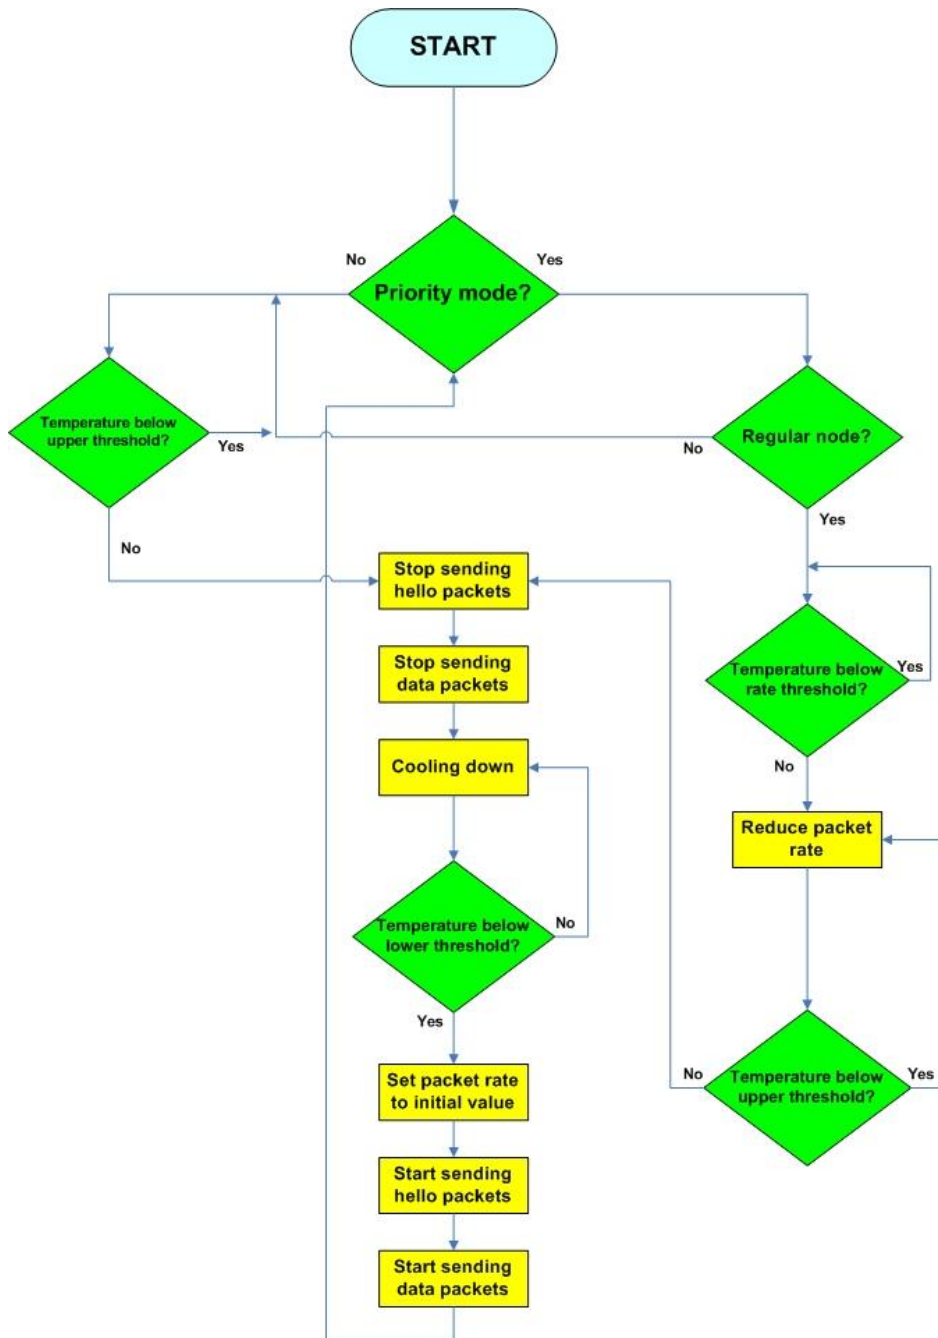 START
No
Yes
Priority mode?
Temperature below
upper threshold?
Yes
Regular node?
No
Yes
No
Stop sending
hello packets
Stop sending
data packets
Temperature below
rate threshold?
Yes
No
Cooling down
Reduce packet
rate
Temperature below
lower threshold?
No
Yes
Set packet rate
to initial value
No
Temperature below
upper threshold?
Yes
Start sending
hello packets
Start sending
data packets